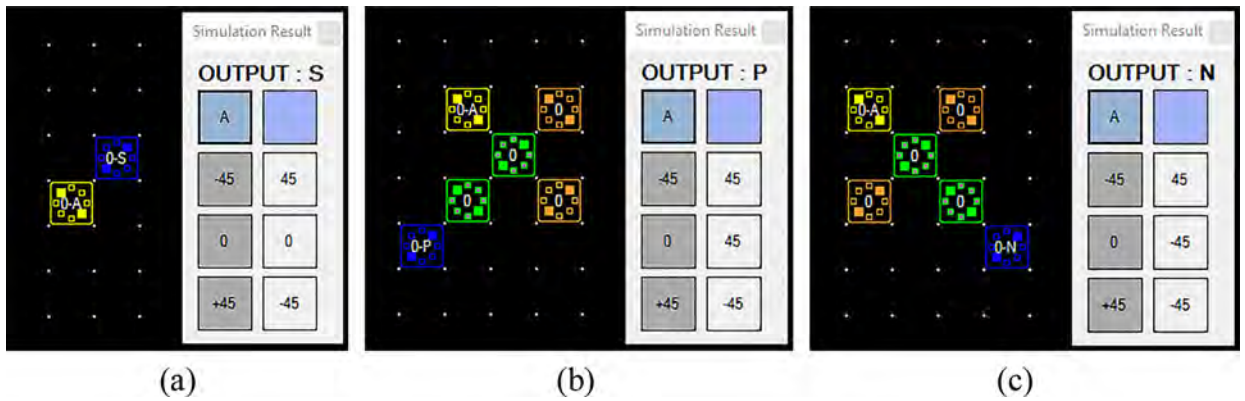 Simulation Result
OUTPUT : S
A
-45 45
0 0
+45 -45
0-S
0-A
(a)
Simulation Result
OUTPUT : P
A
-45 45
0 45
+45 -45
0-A 0
0
0 0
0-P
(b)
Simulation Result
OUTPUT : N
A
-45 45
0 -45
+45 -45
0-A 0
0
0 0
0-N
(c)